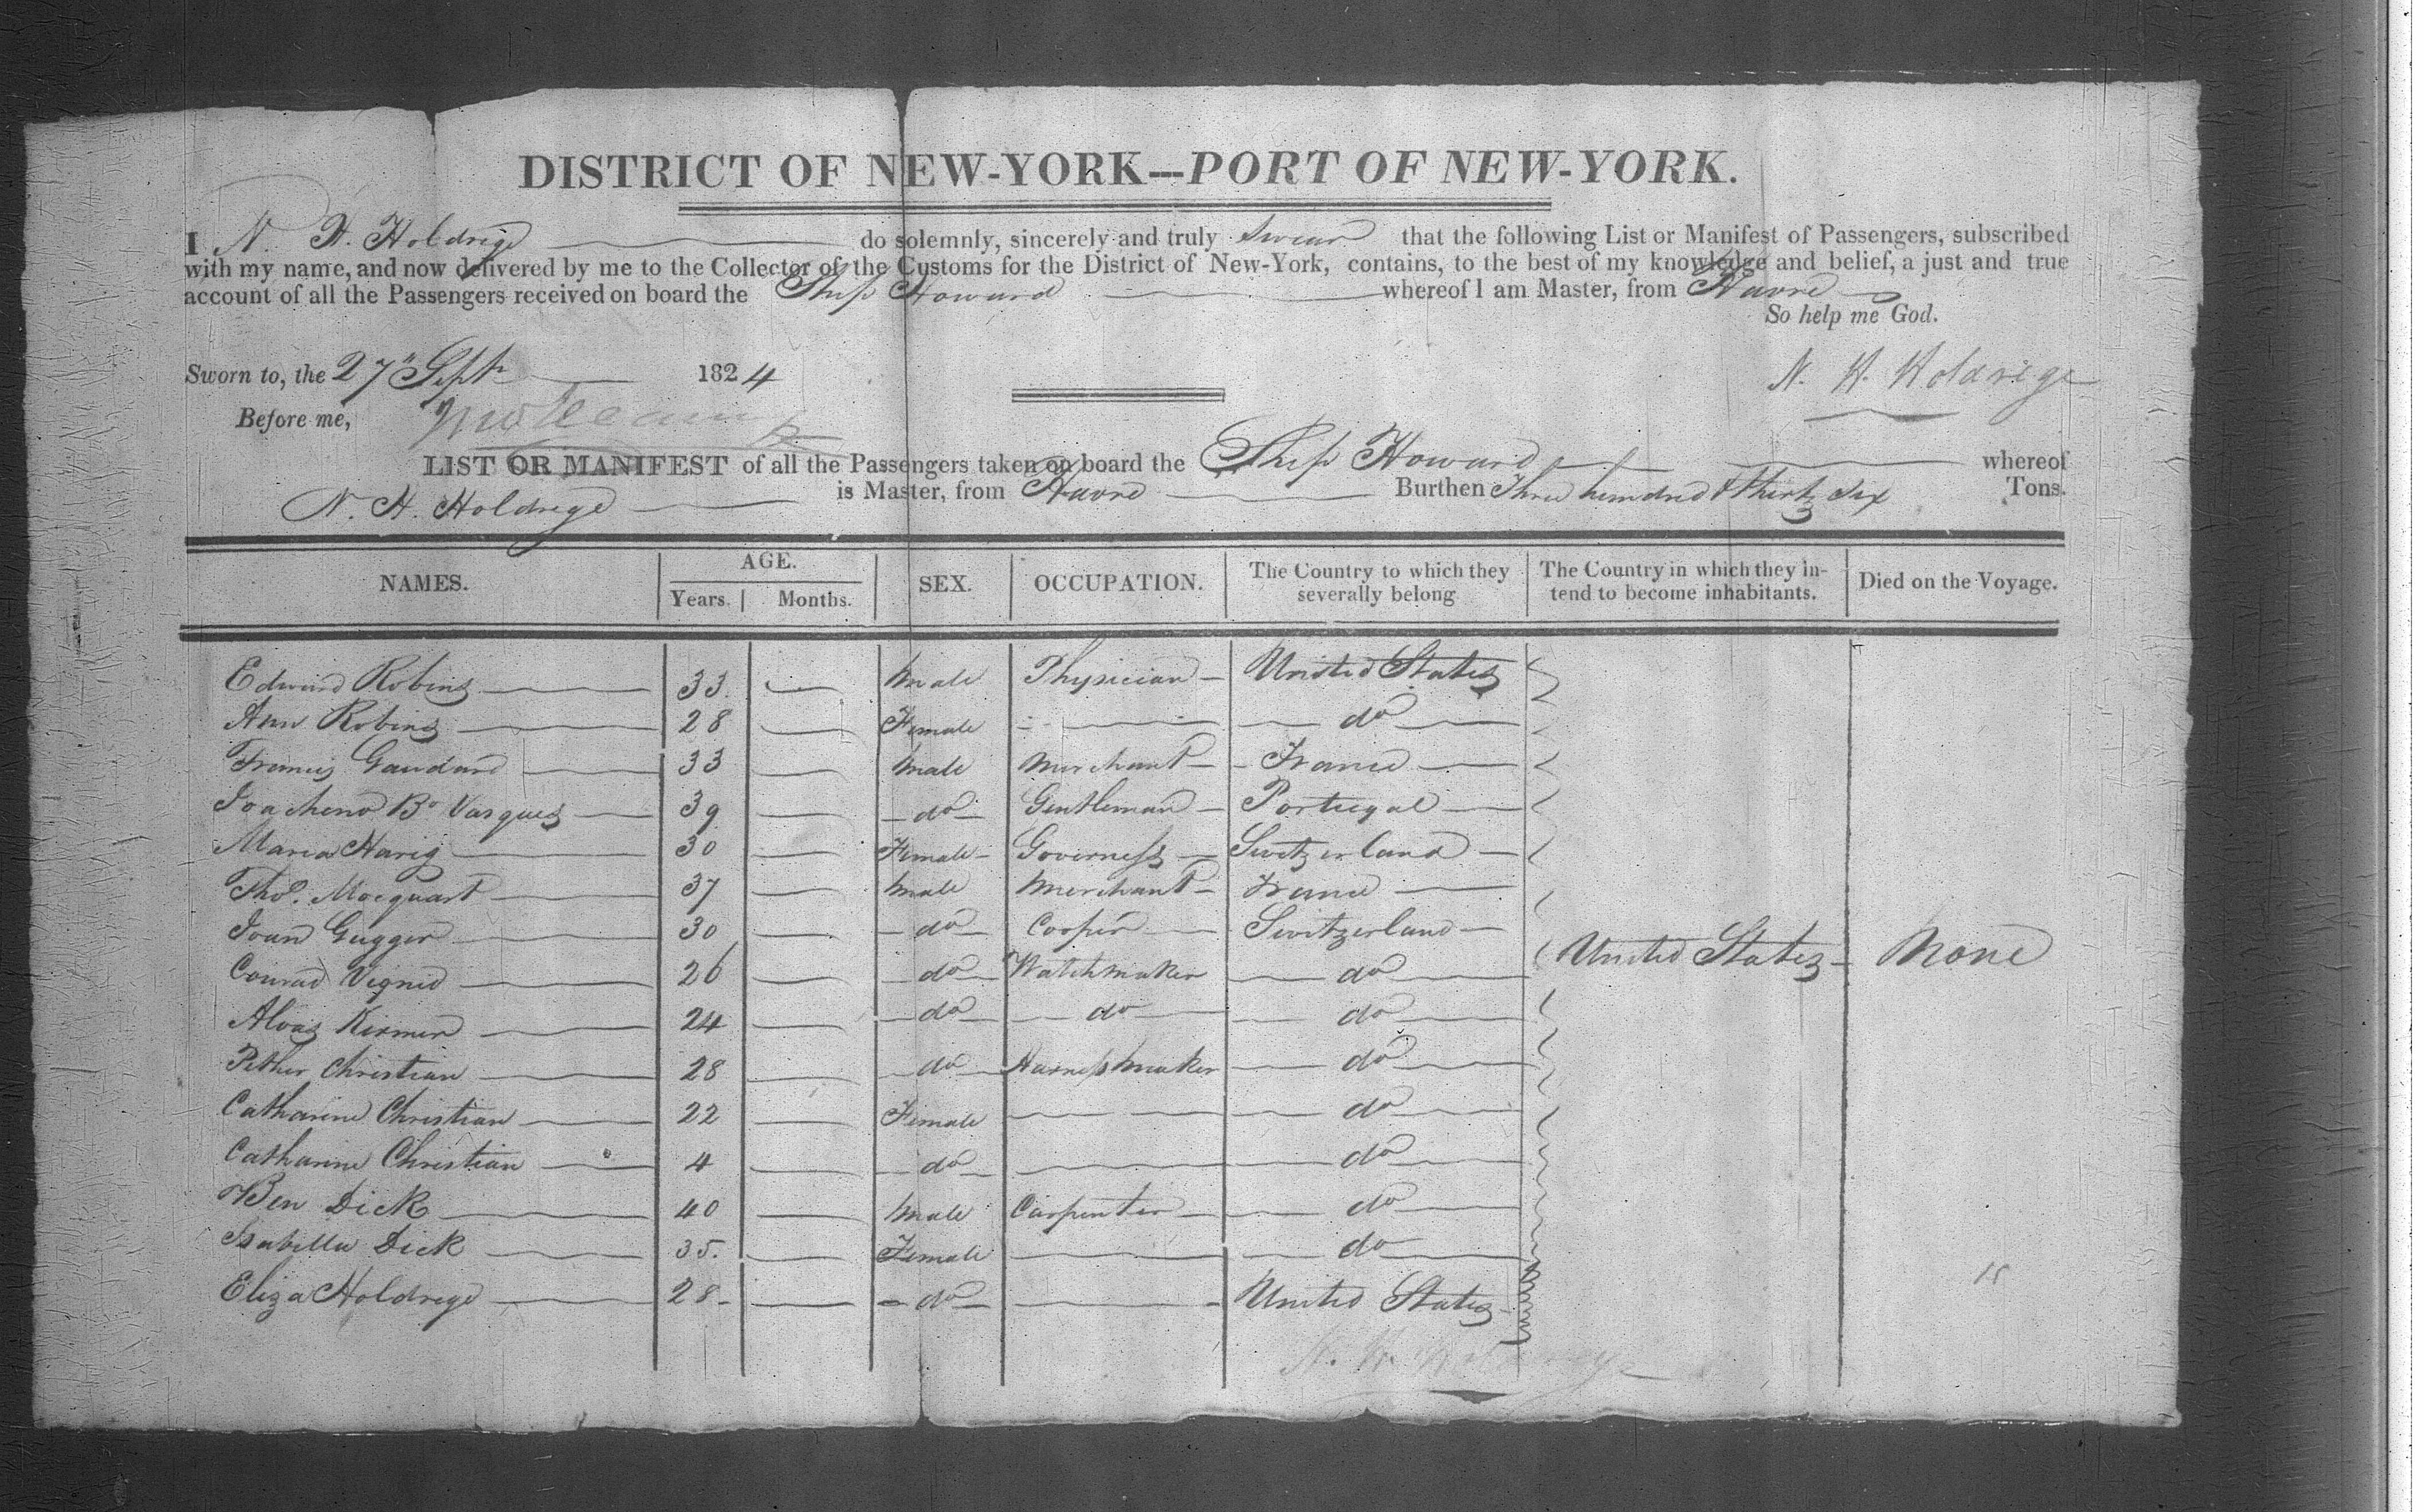 DISTRICT OF NEW-YORK—PORT OF NEW-YORK.
I N. H. Holdrege do solemnly, sincerely and truly swear that the following List or Manifest of Passengers, subscribed
with my name, and now delivered by me to the Collector of the Customs for the District of New-York, contains, to the best of my knowledge and belief, a just and true
account of all the Passengers received on board the Ship Howard whereof I am Master, from Havre
So help me God.
Sworn to, the 27" Sept 1824
N. H. Holdrege
Before me,
LIST OR MANIFEST of all the Passengers taken on board the Ship Howard whereof
N. H. Holdrege is Master, from Havre Burthen Three hundred & thirty six Tons.
NAMES. AGE. Years. Months. SEX. OCCUPATION. The Country to which they severally belong The Country in which they intend to become inhabitants. Died on the Voyage.
Edward Robins 33 Male Physician United States
Ann Robins 28 Female do
Francis Gaudard 33 Male Merchant France
Joacheno Bo Vasques 39 do Gentleman Portugal
Maria Harig 30 Female Governess Switzerland
Thos. Mocquart 37 Male Merchant France
Joan Gugger 30 do Cooper Switzerland
Conrad Vegnid 26 do Watchmaker do United States None
Aloas Kirmer 24 do do do
Pether Christian 28 do Harness maker do
Catharine Christian 22 Female do
Catharine Christian 4 do do
Ben Dick 40 Male Carpenter do
Isabella Dick 35. Female do
Eliza Holdrege 28 do United States
15
N. H. Holdrege